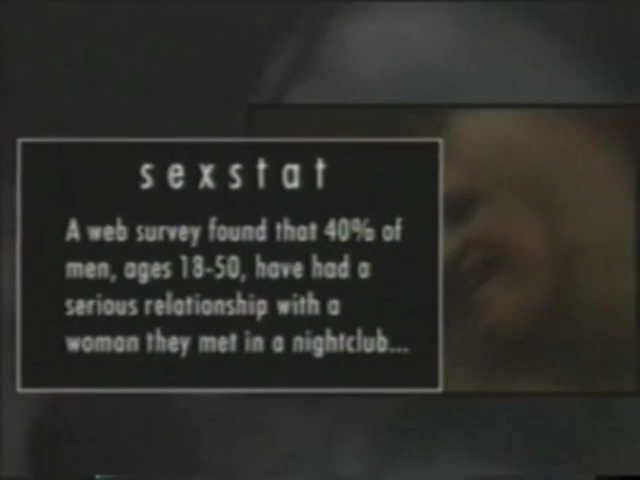 sexstat
A web survey found that 40% of
men, ages 18-50, have had a
serious relationship with a
woman they met in a nightclub...